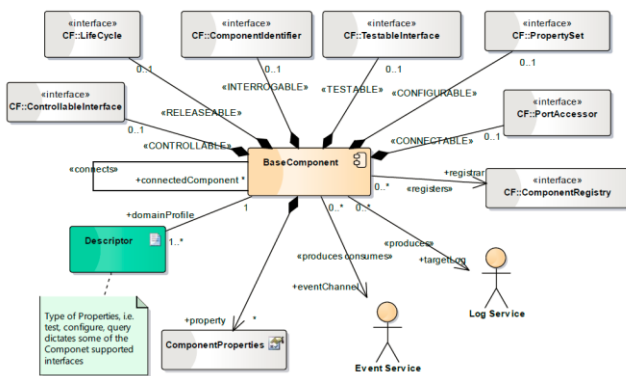 «interface»
CF::LifeCycle
«interface»
CF::ComponentIdentifier
«interface»
CF::TestableInterface
«interface»
CF::PropertySet
0..1
0..1
0..1
0..1
«INTERROGABLE»
«TESTABLE»
«CONFIGURABLE»
«interface»
CF::ControllableInterface
«RELEASEABLE»
«interface»
CF::PortAccessor
0..1
«CONTROLLABLE»
«CONNECTABLE»
0..1
«connects»
BaseComponent
+connectedComponent *
0..*
+registrar
«registers»
«interface»
CF::ComponentRegistry
+domainProfile
1
0..*
0..*
Descriptor
1..*
«produces consumes»
«produces»
+targetLog
+eventChannel
Log Service
Type of Properties, i.e.
test, configure, query
dictates some of the
Componet supported
interfaces
+property
*
ComponentProperties
Event Service